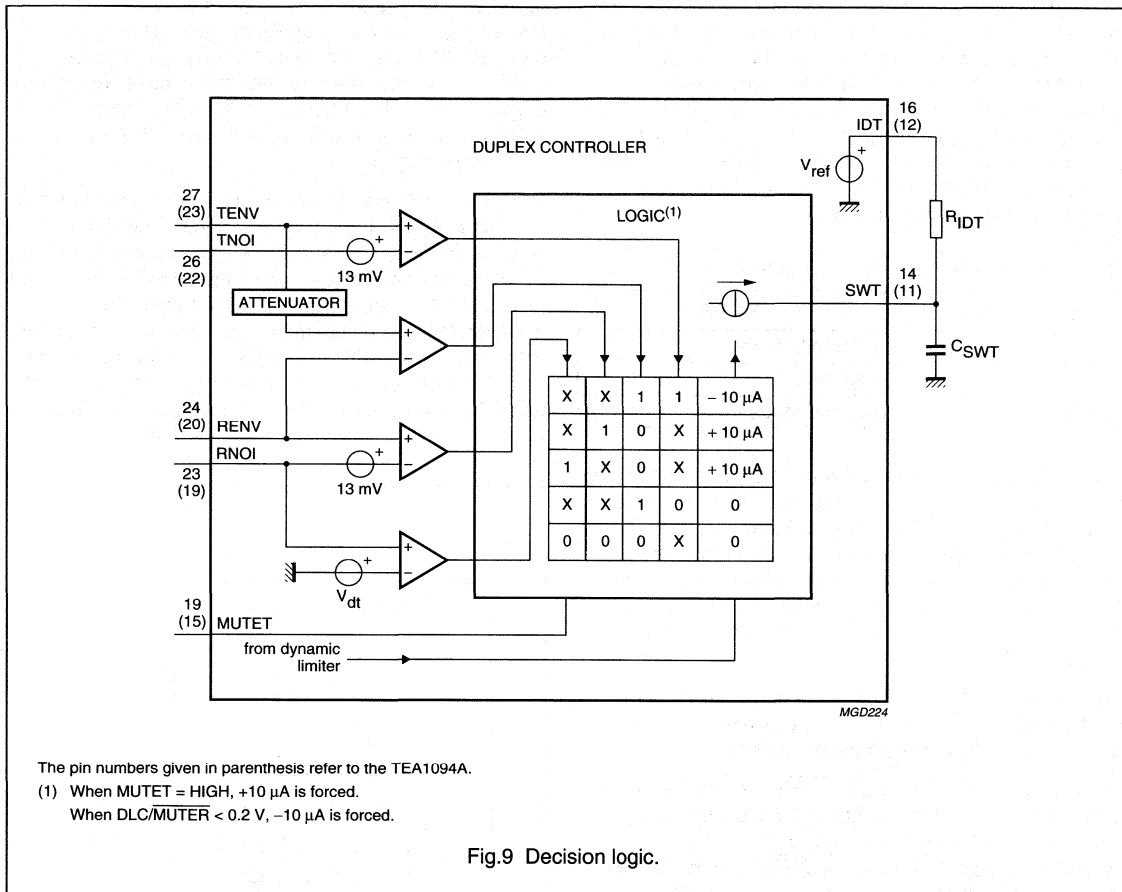 DUPLEX CONTROLLER
IDT
16
(12)
Vref
RIDT
SWT
14
(11)
CSWT
27
(23)
TENV
TNOI
26
(22)
13 mV
ATTENUATOR
24
(20)
RENV
RNOI
23
(19)
13 mV
Vdt
19
(15)
MUTET
from dynamic
limiter
LOGIC(1)
+
−
+
−
+
−
+
−
+
+
+
+
X X 1 1 − 10 µA
X 1 0 X + 10 µA
1 X 0 X + 10 µA
X X 1 0 0
0 0 0 X 0
MGD224
The pin numbers given in parenthesis refer to the TEA1094A.
(1) When MUTET = HIGH, +10 µA is forced.
When DLC/MUTER < 0.2 V, −10 µA is forced.
Fig.9 Decision logic.